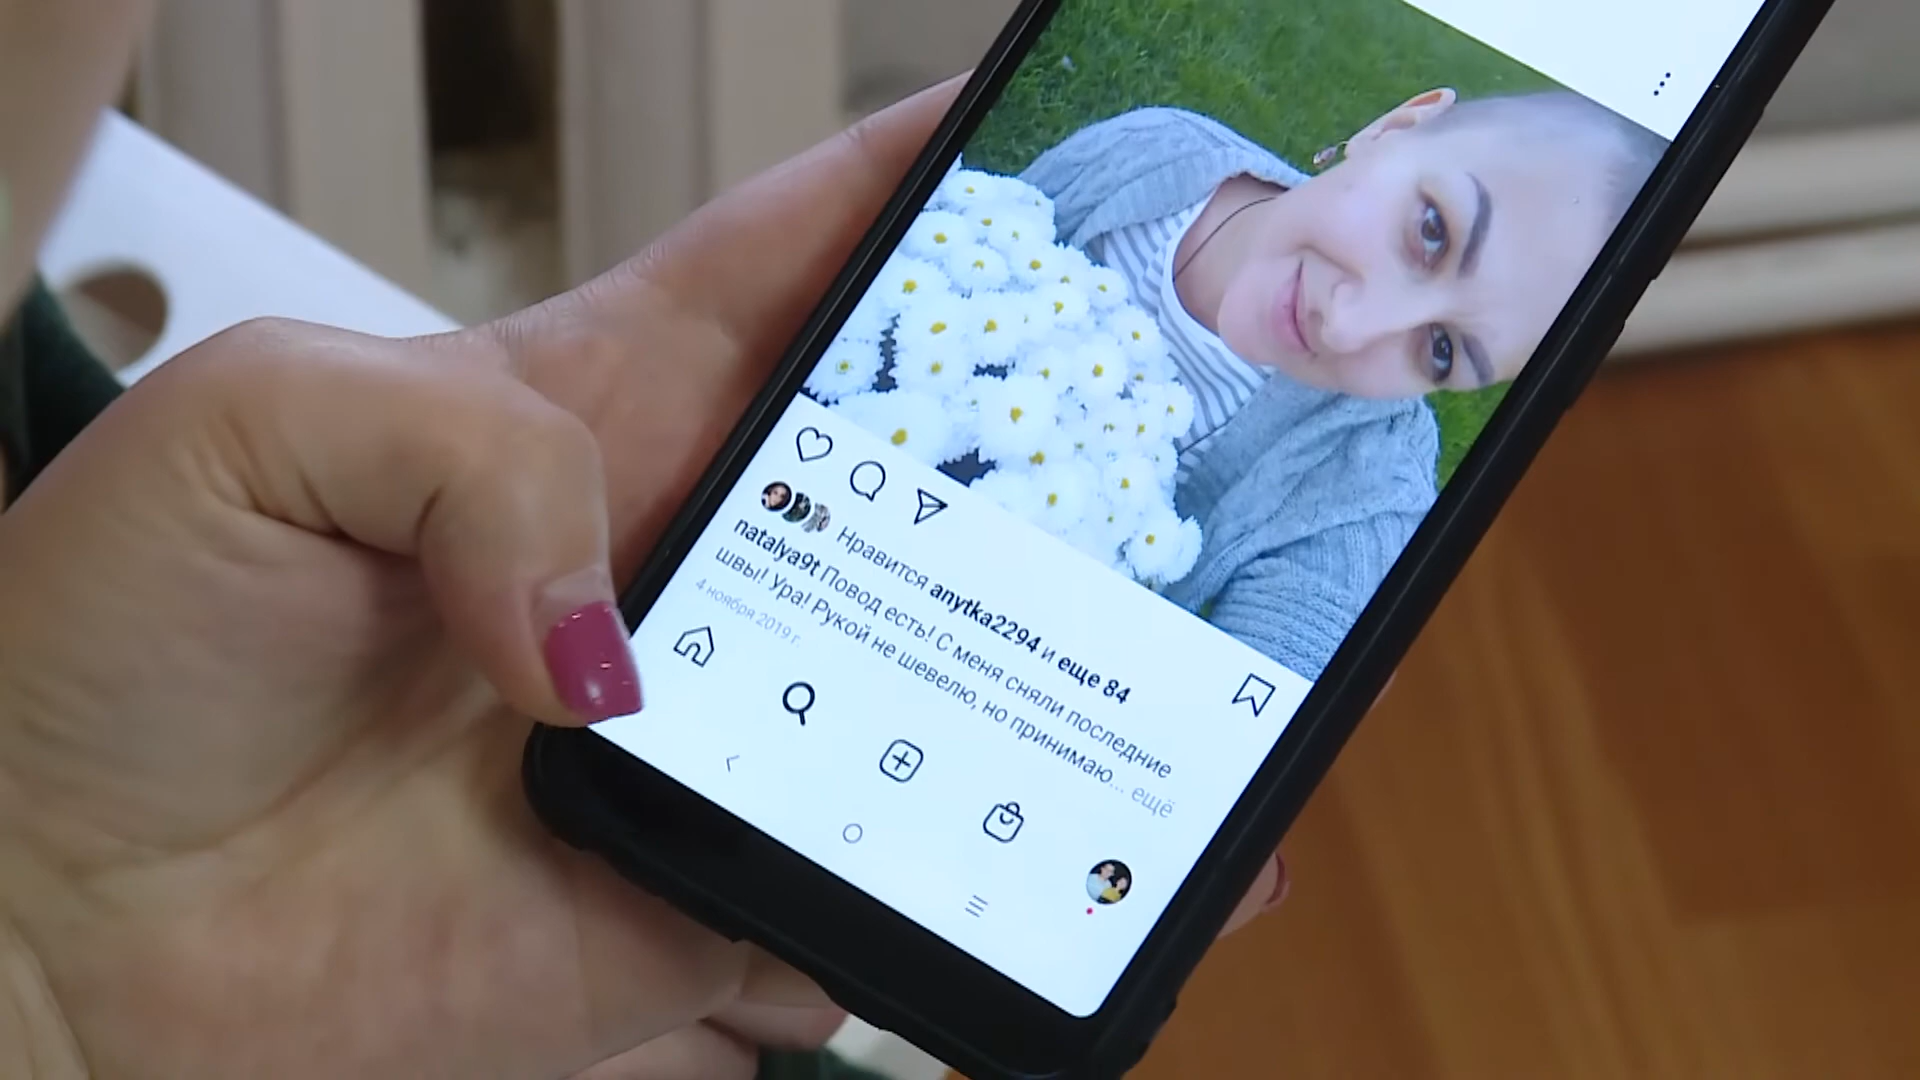 Нравится anytka2294 и еще 84
natalya9t Повод есть! С меня сняли последние
швы! Ура! Рукой не шевелю, но принимаю... ещё
4 ноября 2019 г.